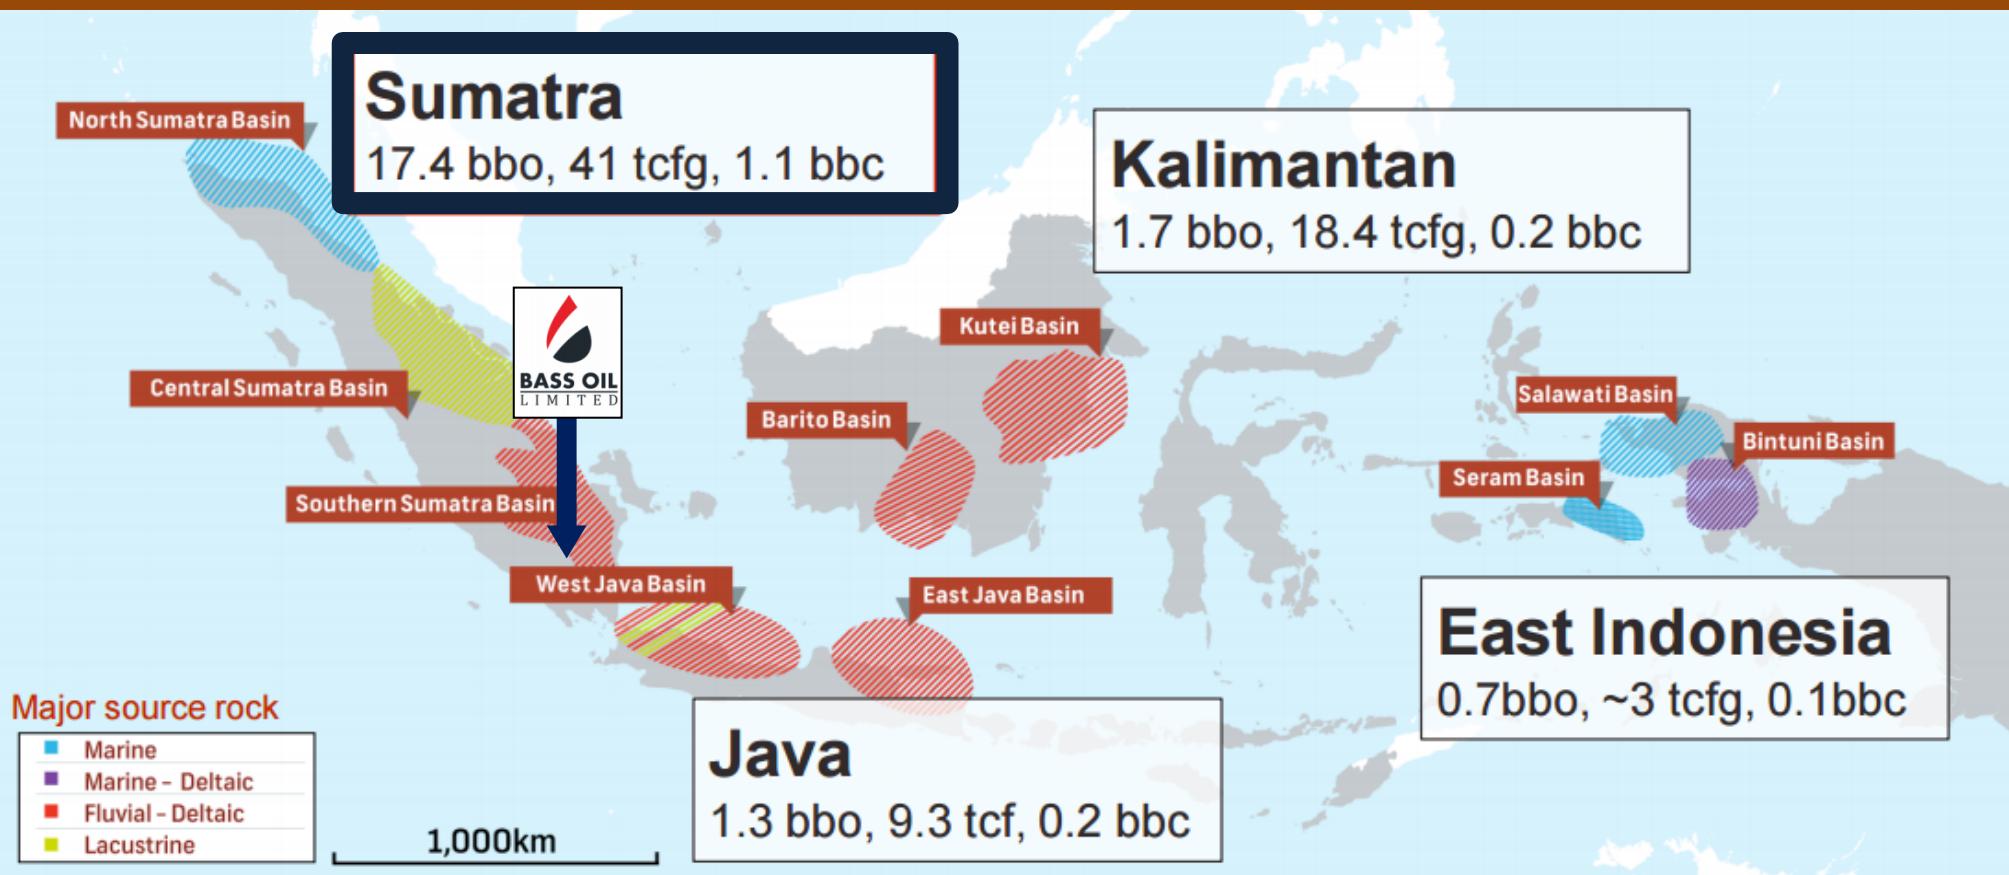 North Sumatra Basin
Sumatra
17.4 bbo, 41 tcfg, 1.1 bbc
Kalimantan
1.7 bbo, 18.4 tcfg, 0.2 bbc
BASS OIL
LIMITED
Kutei Basin
Central Sumatra Basin
Barito Basin
Salawati Basin
Bintuni Basin
Seram Basin
Southern Sumatra Basin
West Java Basin
East Java Basin
East Indonesia
0.7bbo, ~3 tcfg, 0.1bbc
Java
1.3 bbo, 9.3 tcf, 0.2 bbc
Major source rock
Marine
Marine - Deltaic
Fluvial - Deltaic
Lacustrine
1,000km